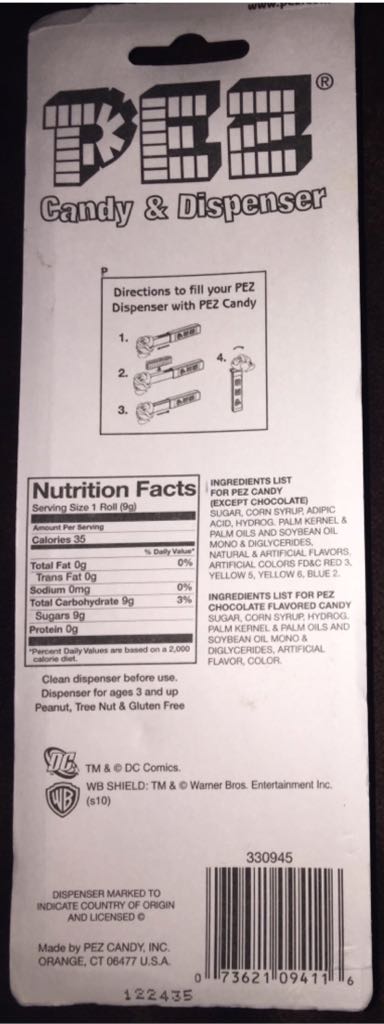 PEZ®
Candy & Dispenser
P
Directions to fill your PEZ
Dispenser with PEZ Candy
1.
2.
3.
4.
Nutrition Facts
Serving Size 1 Roll (9g)
Amount Per Serving
Calories 35
% Daily Value*
Total Fat 0g 0%
Trans Fat 0g
Sodium 0mg 0%
Total Carbohydrate 9g 3%
Sugars 9g
Protein 0g
*Percent Daily Values are based on a 2,000
calorie diet.
INGREDIENTS LIST
FOR PEZ CANDY
(EXCEPT CHOCOLATE)
SUGAR, CORN SYRUP, ADIPIC
ACID, HYDROG. PALM KERNEL &
PALM OILS AND SOYBEAN OIL
MONO & DIGLYCERIDES,
NATURAL & ARTIFICIAL FLAVORS,
ARTIFICIAL COLORS FD&C RED 3,
YELLOW 5, YELLOW 6, BLUE 2.
INGREDIENTS LIST FOR PEZ
CHOCOLATE FLAVORED CANDY
SUGAR, CORN SYRUP, HYDROG.
PALM KERNEL & PALM OILS AND
SOYBEAN OIL MONO &
DIGLYCERIDES, ARTIFICIAL
FLAVOR, COLOR.
Clean dispenser before use.
Dispenser for ages 3 and up
Peanut, Tree Nut & Gluten Free
DC TM & © DC Comics.
WB WB SHIELD: TM & © Warner Bros. Entertainment Inc.
(s10)
DISPENSER MARKED TO
INDICATE COUNTRY OF ORIGIN
AND LICENSED ©
Made by PEZ CANDY, INC.
ORANGE, CT 06477 U.S.A.
330945
0 73621 09411 6
122435